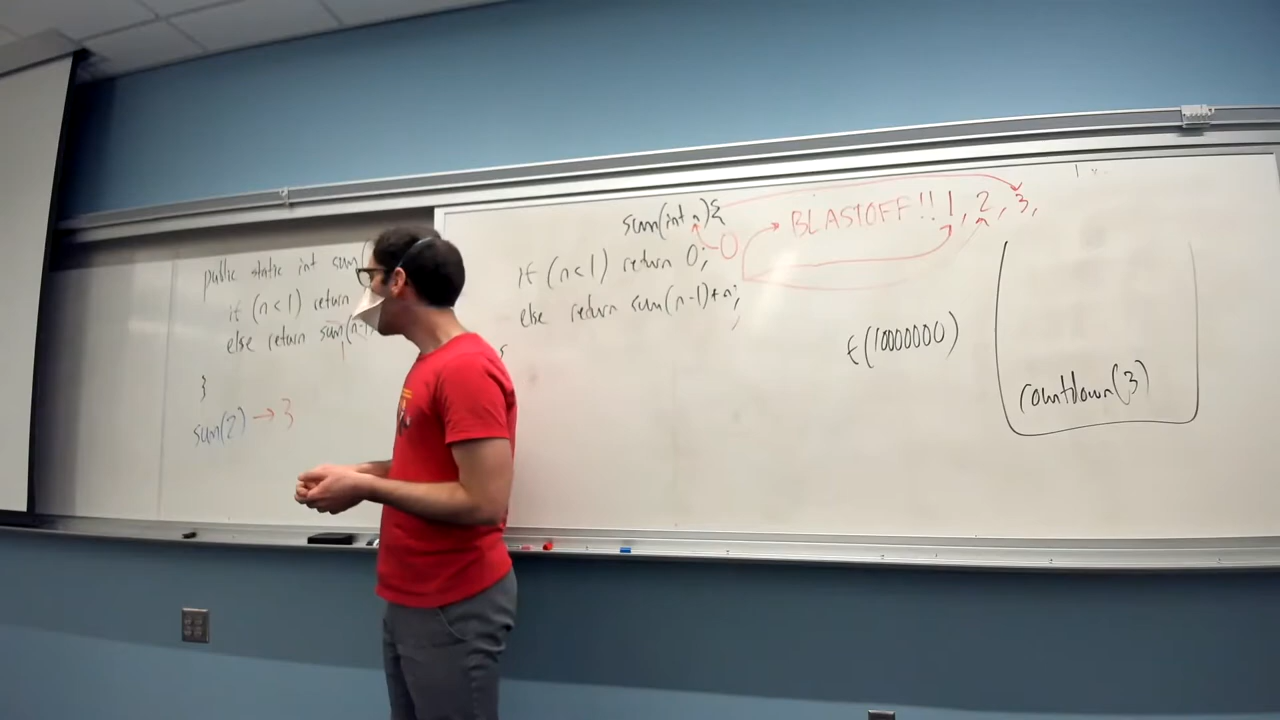 public static int sum(
if (n<1) return
else return sum(n-1)
}
sum(2) → 3
sum(int n){
if (n<1) return 0;
else return sum(n-1)+n;
0
BLASTOFF!! 1, 2, 3,
t(10000000)
countdown(3)